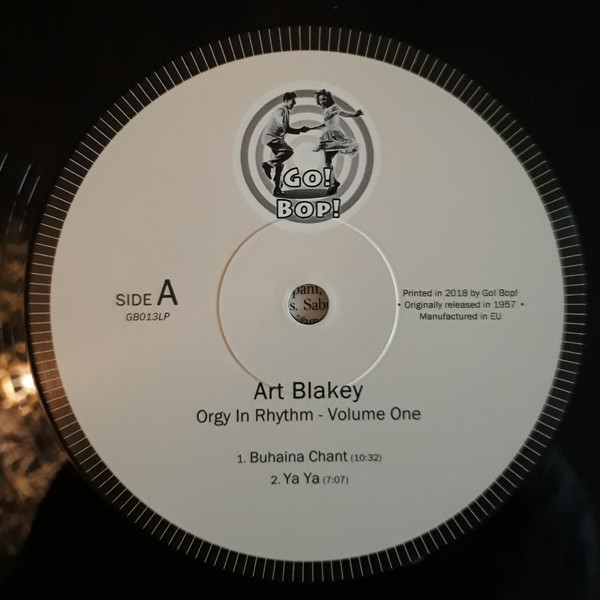 GO!
BOP!
SIDE A
GB013LP
Printed in 2018 by Go! Bop!
• Originally released in 1957 •
Manufactured in EU
s. Sabu
Art Blakey
Orgy In Rhythm - Volume One
1. Buhaina Chant (10:32)
2. Ya Ya (7:07)